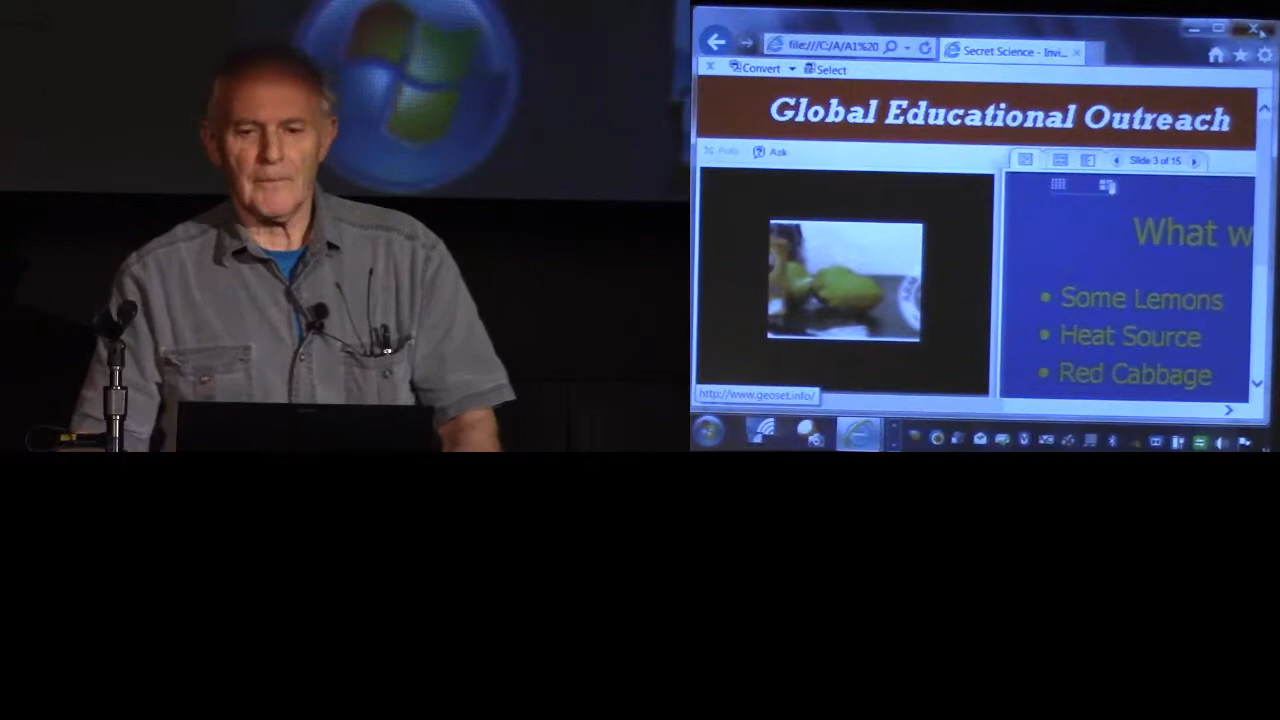 file:///C:/A/A1%20
Secret Science - Invi...
Convert
Select
Global Educational Outreach
Polls
Ask
Slide 3 of 15
What w
• Some Lemons
• Heat Source
• Red Cabbage
http://www.geoset.info/